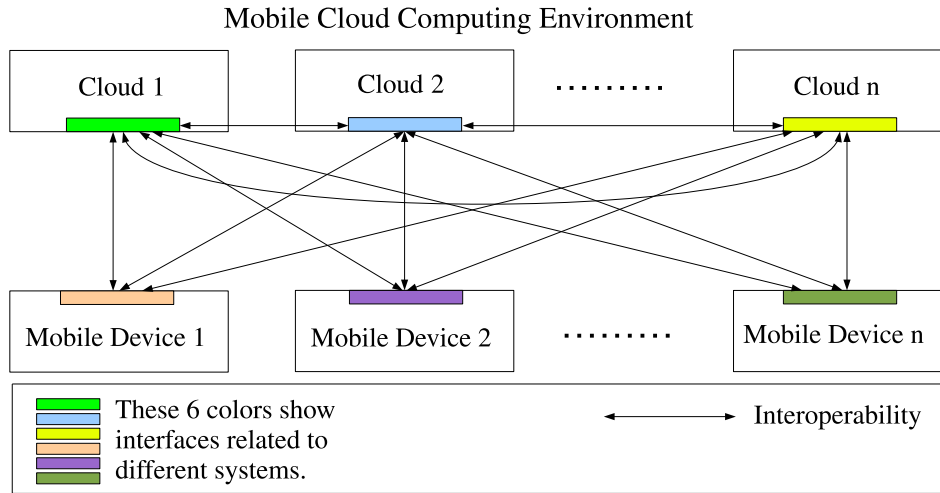 Mobile Cloud Computing Environment
Cloud 1
Cloud 2
.........
Cloud n
Mobile Device 1
Mobile Device 2
.........
Mobile Device n
These 6 colors show
interfaces related to
different systems.
Interoperability